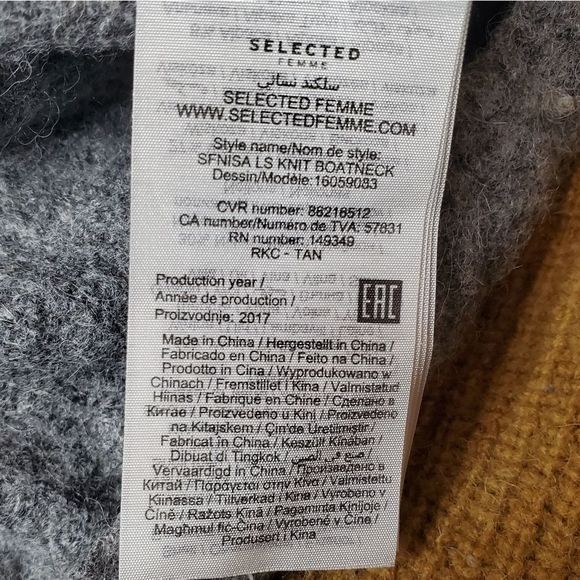 SELECTED
FEMME
سلكتد نسائي
SELECTED FEMME
WWW.SELECTEDFEMME.COM
Style name/Nom de style:
SFNISA LS KNIT BOATNECK
Dessin/Modèle:16059083
CVR number: 86216512
CA number/Numéro de TVA: 57831
RN number: 149349
RKC - TAN
Production year /
Année de production /
Proizvodnje: 2017
EAC
Made in China / Hergestellt in China /
Fabricado en China / Feito na China /
Prodotto in Cina / Wyprodukowano w
Chinach / Fremstillet i Kina / Valmistatud
Hiinas / Fabriqué en Chine / Сделано в
Китае / Proizvedeno u Kini / Proizvedeno
na Kitajskem / Çin'de Üretilmiştir /
Fabricat în China / Készült Kínában /
Dibuat di Tingkok / صنع في الصين /
Vervaardigd in China / Произведено в
Китай / Παράγεται στην Κίνα / Valmistettu
Kiinassa / Tillverkad i Kina / Vyrobeno v
Číně / Ražots Ķīnā / Pagaminta Kinijoje /
Magħmul fiċ-Ċina / Vyrobené v Číne /
Produsert i Kina